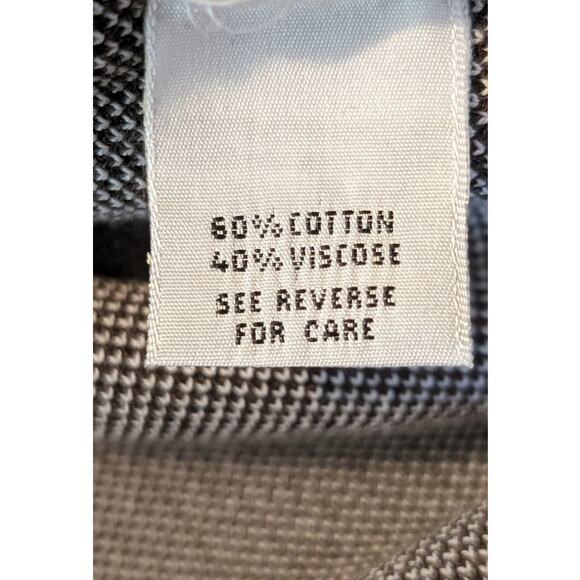 60% COTTON
40% VISCOSE
SEE REVERSE
FOR CARE